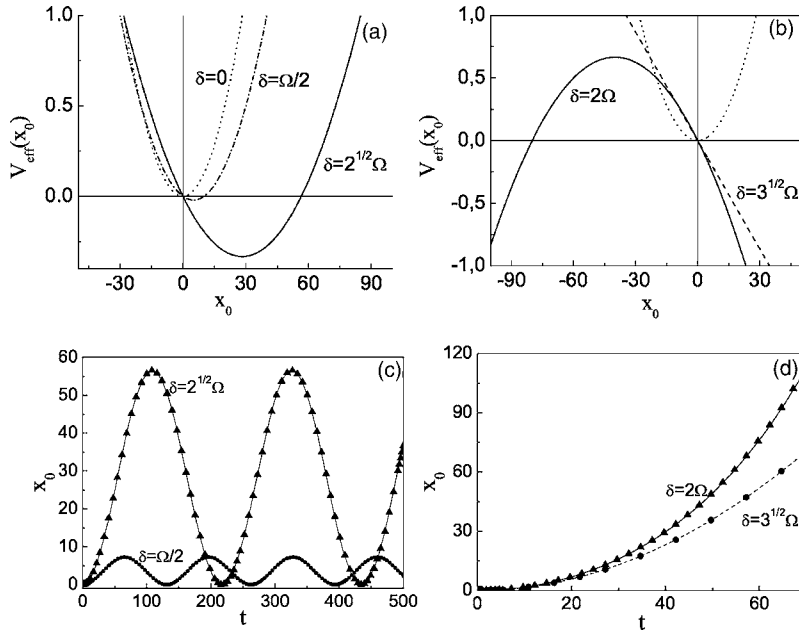 (a)
δ=0
δ=Ω/2
δ=2^1/2Ω
V_eff(x_0)
1.0
0.5
0.0
-30 0 30 60 90
x_0
(b)
δ=2Ω
δ=3^1/2Ω
V_eff(x_0)
1,0
0,5
0,0
-0,5
-1,0
-90 -60 -30 0 30
x_0
(c)
δ=2^1/2Ω
δ=Ω/2
x_0
60
50
40
30
20
10
0
0 100 200 300 400 500
t
(d)
δ=2Ω
δ=3^1/2Ω
x_0
120
90
60
30
0
0 20 40 60
t